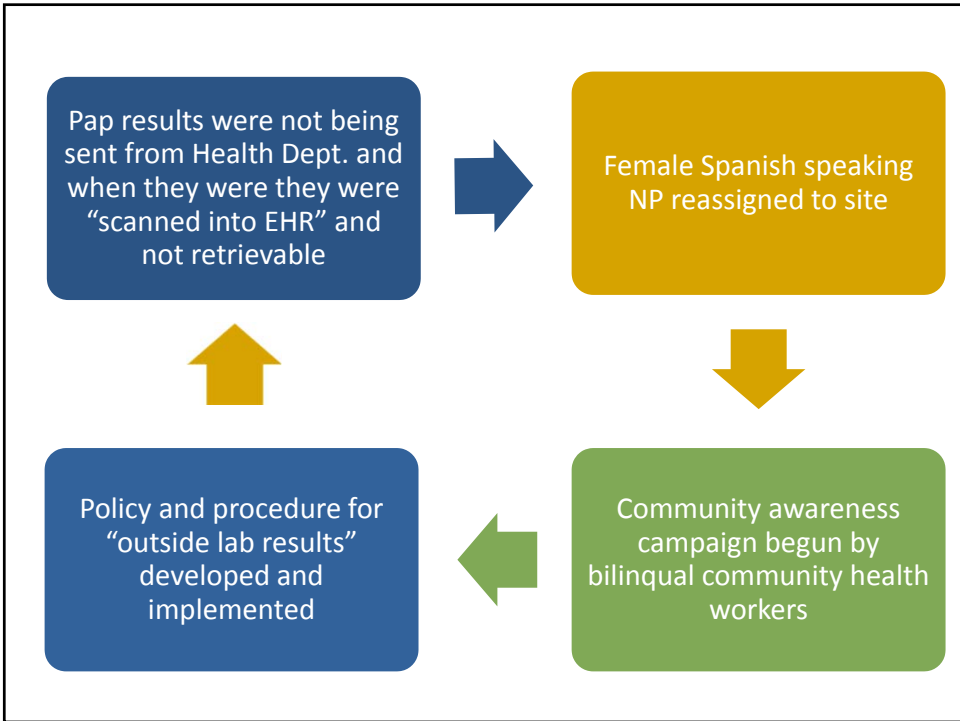 Pap results were not being
sent from Health Dept. and
when they were they were
“scanned into EHR” and
not retrievable
Female Spanish speaking
NP reassigned to site
Community awareness
campaign begun by
bilinqual community health
workers
Policy and procedure for
“outside lab results”
developed and
implemented